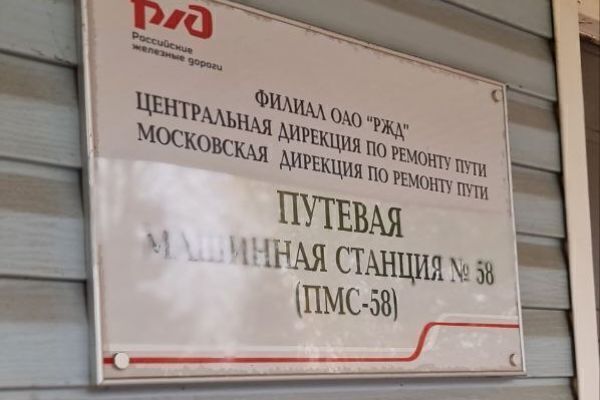 РЖД
Российские
железные дороги
ФИЛИАЛ ОАО "РЖД"
ЦЕНТРАЛЬНАЯ ДИРЕКЦИЯ ПО РЕМОНТУ ПУТИ
МОСКОВСКАЯ ДИРЕКЦИЯ ПО РЕМОНТУ ПУТИ
ПУТЕВАЯ
МАШИННАЯ СТАНЦИЯ № 58
(ПМС-58)